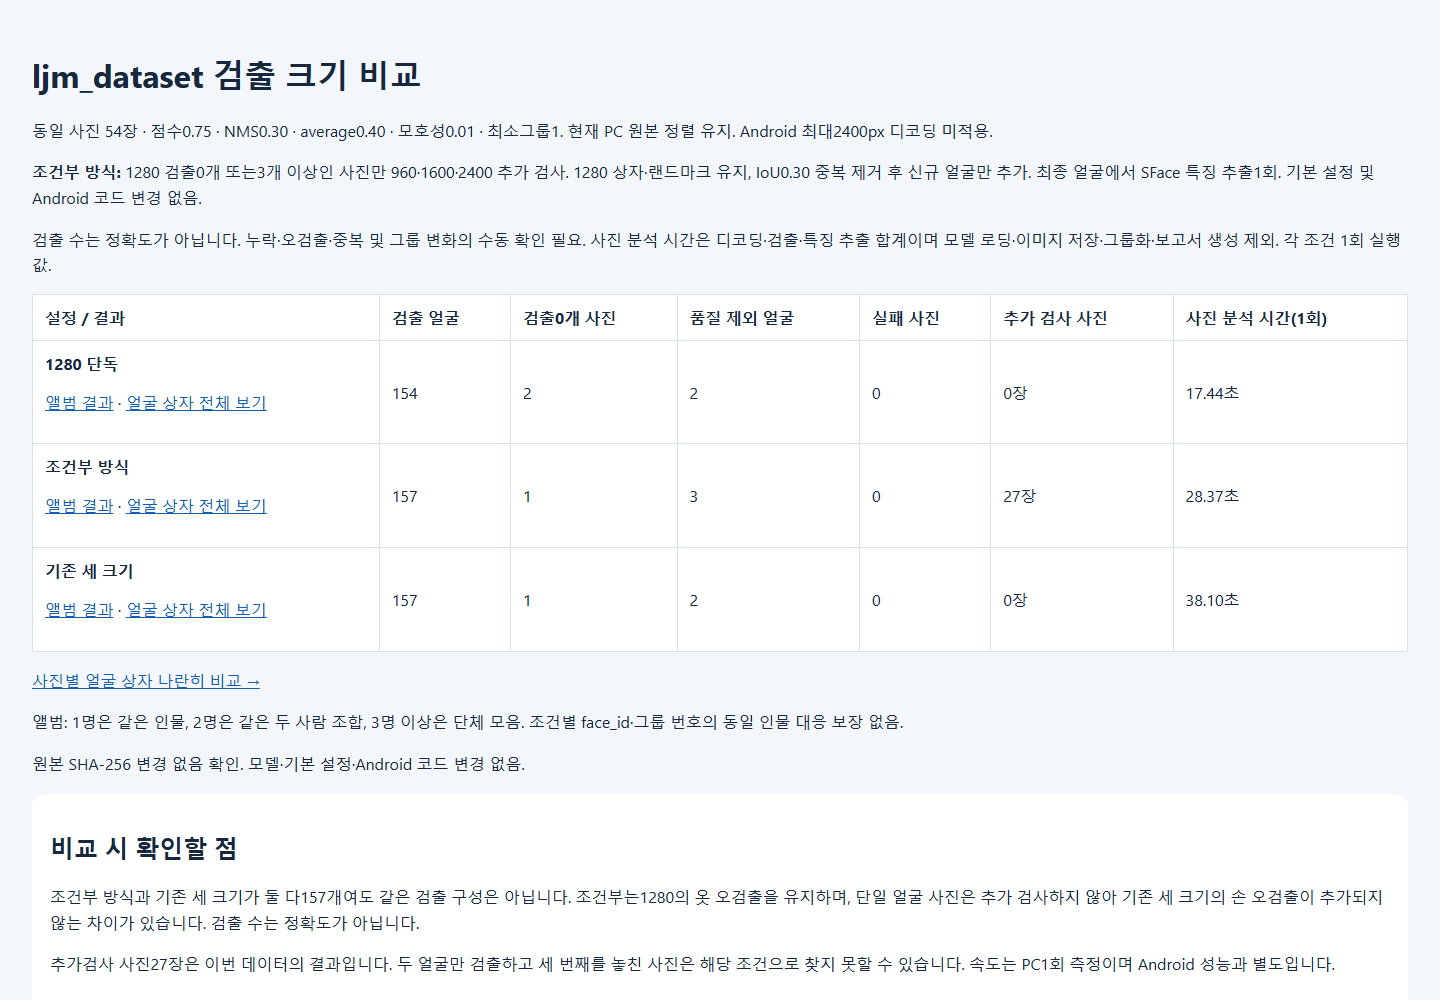 ljm_dataset 검출 크기 비교
동일 사진 54장 · 점수0.75 · NMS0.30 · average0.40 · 모호성0.01 · 최소그룹1. 현재 PC 원본 정렬 유지. Android 최대2400px 디코딩 미적용.
조건부 방식: 1280 검출0개 또는3개 이상인 사진만 960·1600·2400 추가 검사. 1280 상자·랜드마크 유지, IoU0.30 중복 제거 후 신규 얼굴만 추가. 최종 얼굴에서 SFace 특징 추출1회. 기본 설정 및
Android 코드 변경 없음.
검출 수는 정확도가 아닙니다. 누락·오검출·중복 및 그룹 변화의 수동 확인 필요. 사진 분석 시간은 디코딩·검출·특징 추출 합계이며 모델 로딩·이미지 저장·그룹화·보고서 생성 제외. 각 조건 1회 실행
값.
설정 / 결과 검출 얼굴 검출0개 사진 품질 제외 얼굴 실패 사진 추가 검사 사진 사진 분석 시간(1회)
1280 단독
앨범 결과 · 얼굴 상자 전체 보기 154 2 2 0 0장 17.44초
조건부 방식
앨범 결과 · 얼굴 상자 전체 보기 157 1 3 0 27장 28.37초
기존 세 크기
앨범 결과 · 얼굴 상자 전체 보기 157 1 2 0 0장 38.10초
사진별 얼굴 상자 나란히 비교 →
앨범: 1명은 같은 인물, 2명은 같은 두 사람 조합, 3명 이상은 단체 모음. 조건별 face_id·그룹 번호의 동일 인물 대응 보장 없음.
원본 SHA-256 변경 없음 확인. 모델·기본 설정·Android 코드 변경 없음.
비교 시 확인할 점
조건부 방식과 기존 세 크기가 둘 다157개여도 같은 검출 구성은 아닙니다. 조건부는1280의 옷 오검출을 유지하며, 단일 얼굴 사진은 추가 검사하지 않아 기존 세 크기의 손 오검출이 추가되지
않는 차이가 있습니다. 검출 수는 정확도가 아닙니다.
추가검사 사진27장은 이번 데이터의 결과입니다. 두 얼굴만 검출하고 세 번째를 놓친 사진은 해당 조건으로 찾지 못할 수 있습니다. 속도는 PC1회 측정이며 Android 성능과 별도입니다.